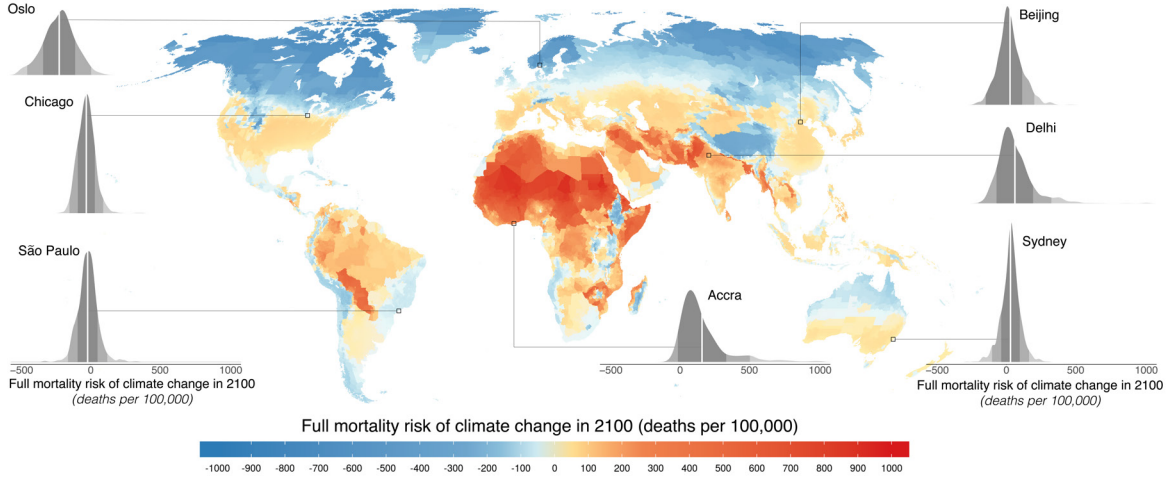 Oslo
Beijing
Chicago
Delhi
São Paulo
Sydney
Accra
−500 0 500 1000
Full mortality risk of climate change in 2100
(deaths per 100,000)
−500 0 500 1000
−500 0 500 1000
Full mortality risk of climate change in 2100
(deaths per 100,000)
Full mortality risk of climate change in 2100 (deaths per 100,000)
-1000 -900 -800 -700 -600 -500 -400 -300 -200 -100 0 100 200 300 400 500 600 700 800 900 1000